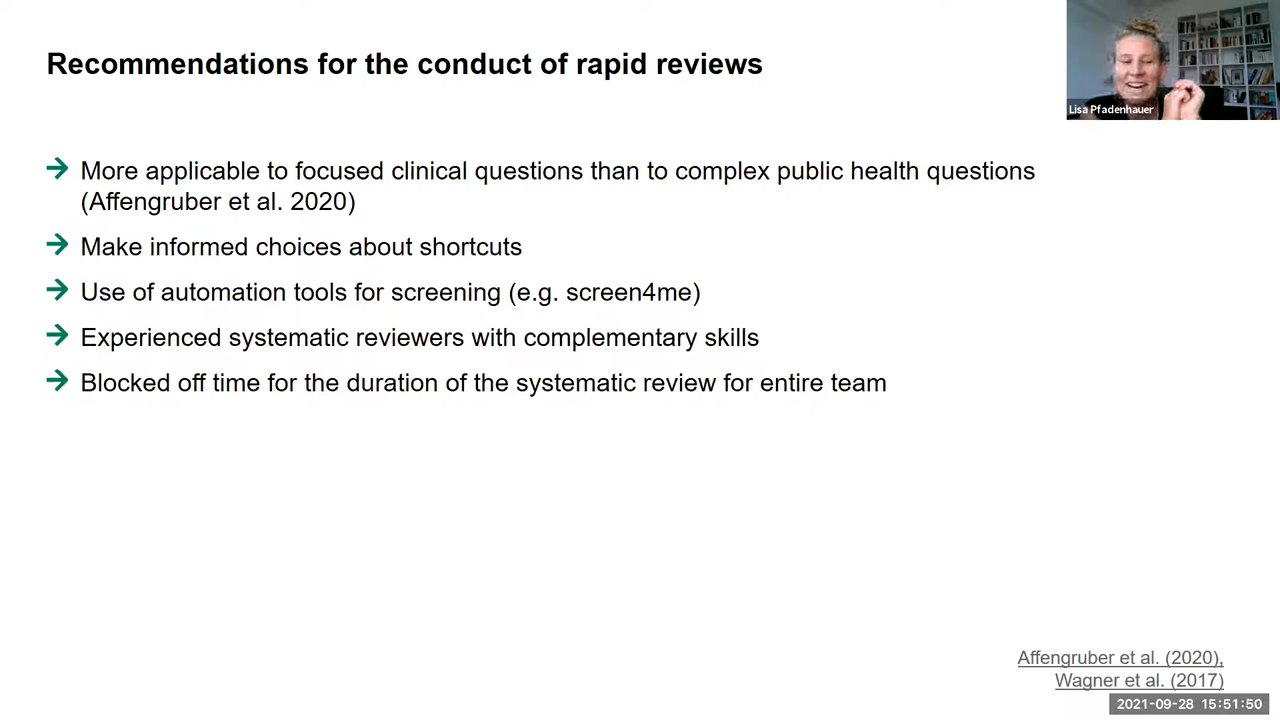 Recommendations for the conduct of rapid reviews
Lisa Pfadenhauer
More applicable to focused clinical questions than to complex public health questions
(Affengruber et al. 2020)
Make informed choices about shortcuts
Use of automation tools for screening (e.g. screen4me)
Experienced systematic reviewers with complementary skills
Blocked off time for the duration of the systematic review for entire team
Affengruber et al. (2020),
Wagner et al. (2017)
2021-09-28 15:51:50